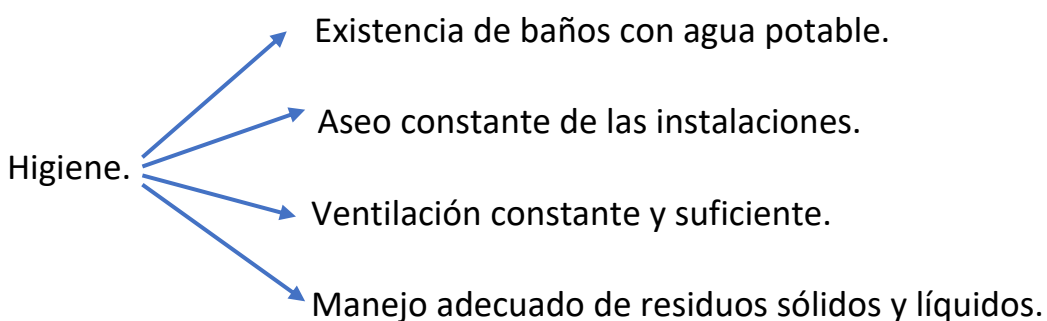 Existencia de baños con agua potable.
Aseo constante de las instalaciones.
Higiene.
Ventilación constante y suficiente.
Manejo adecuado de residuos sólidos y líquidos.